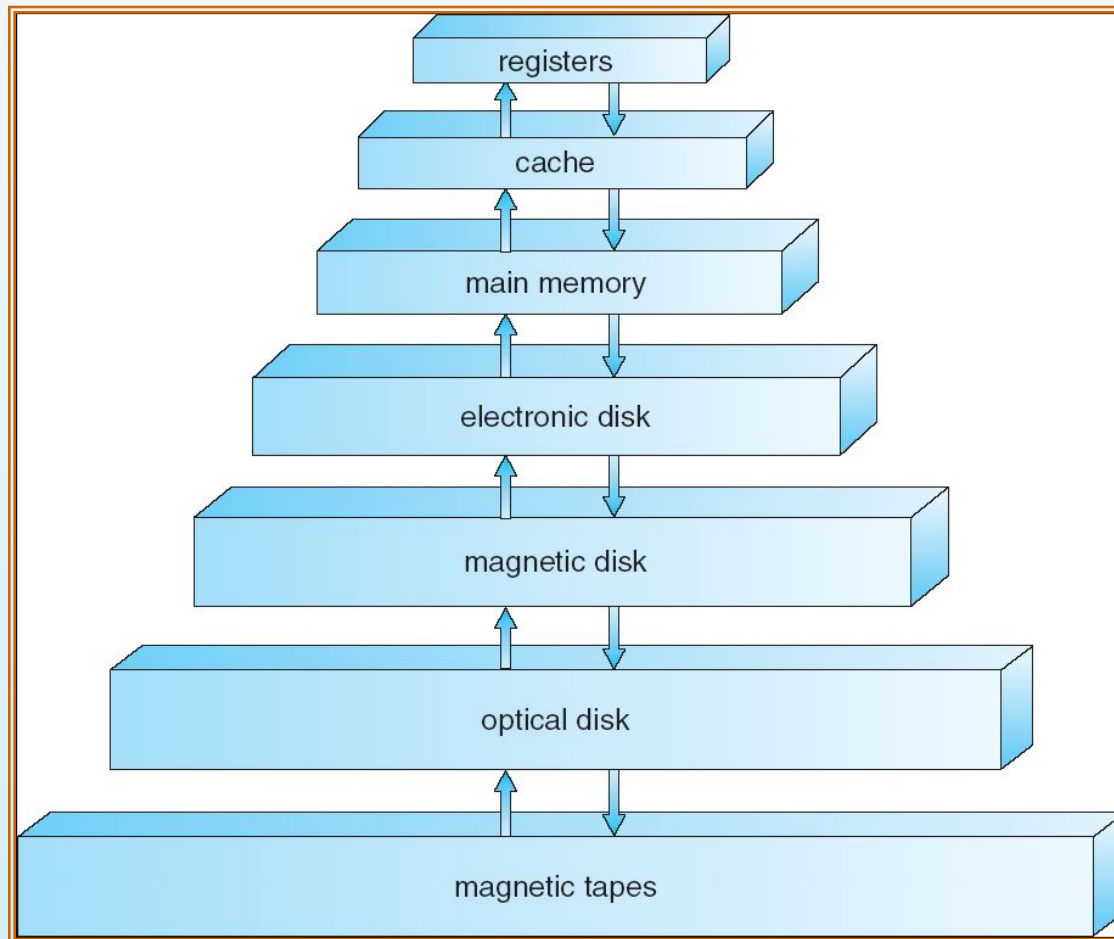 registers
cache
main memory
electronic disk
magnetic disk
optical disk
magnetic tapes